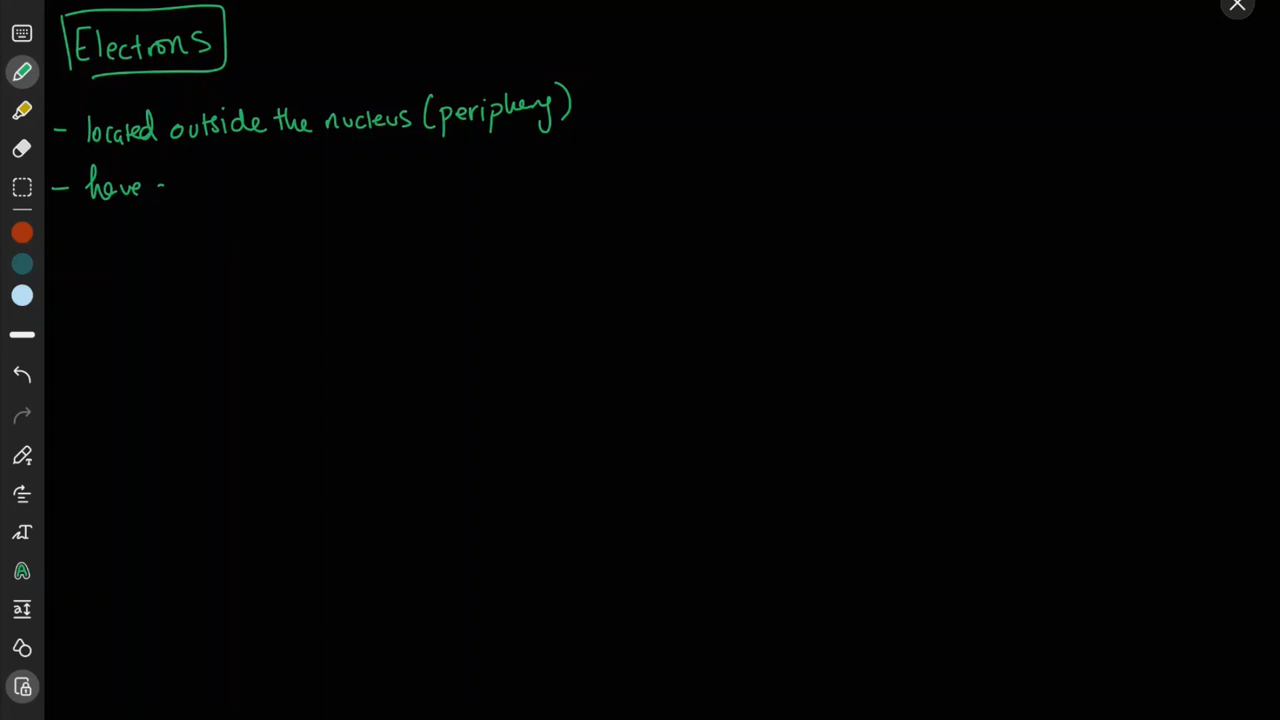 Electrons
- located outside the nucleus (periphery)
- have -